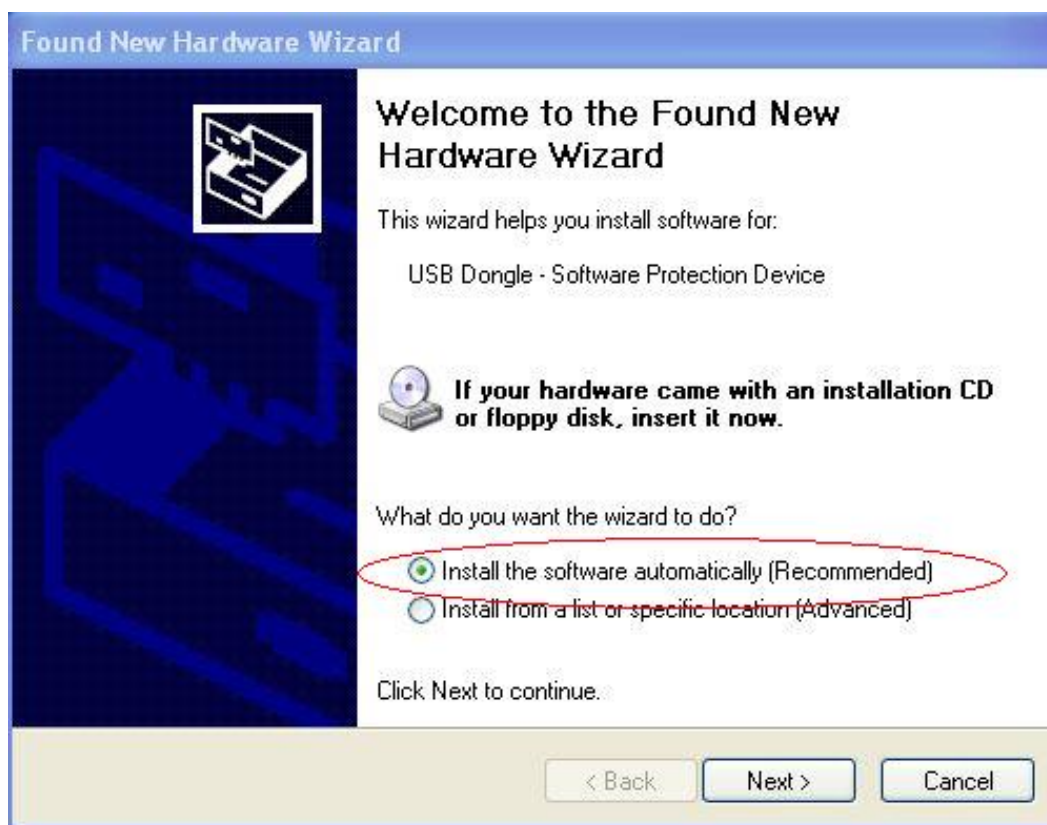 Found New Hardware Wizard
Welcome to the Found New
Hardware Wizard
This wizard helps you install software for:
USB Dongle - Software Protection Device
If your hardware came with an installation CD
or floppy disk, insert it now.
What do you want the wizard to do?
Install the software automatically (Recommended)
Install from a list or specific location (Advanced)
Click Next to continue.
< Back Next > Cancel